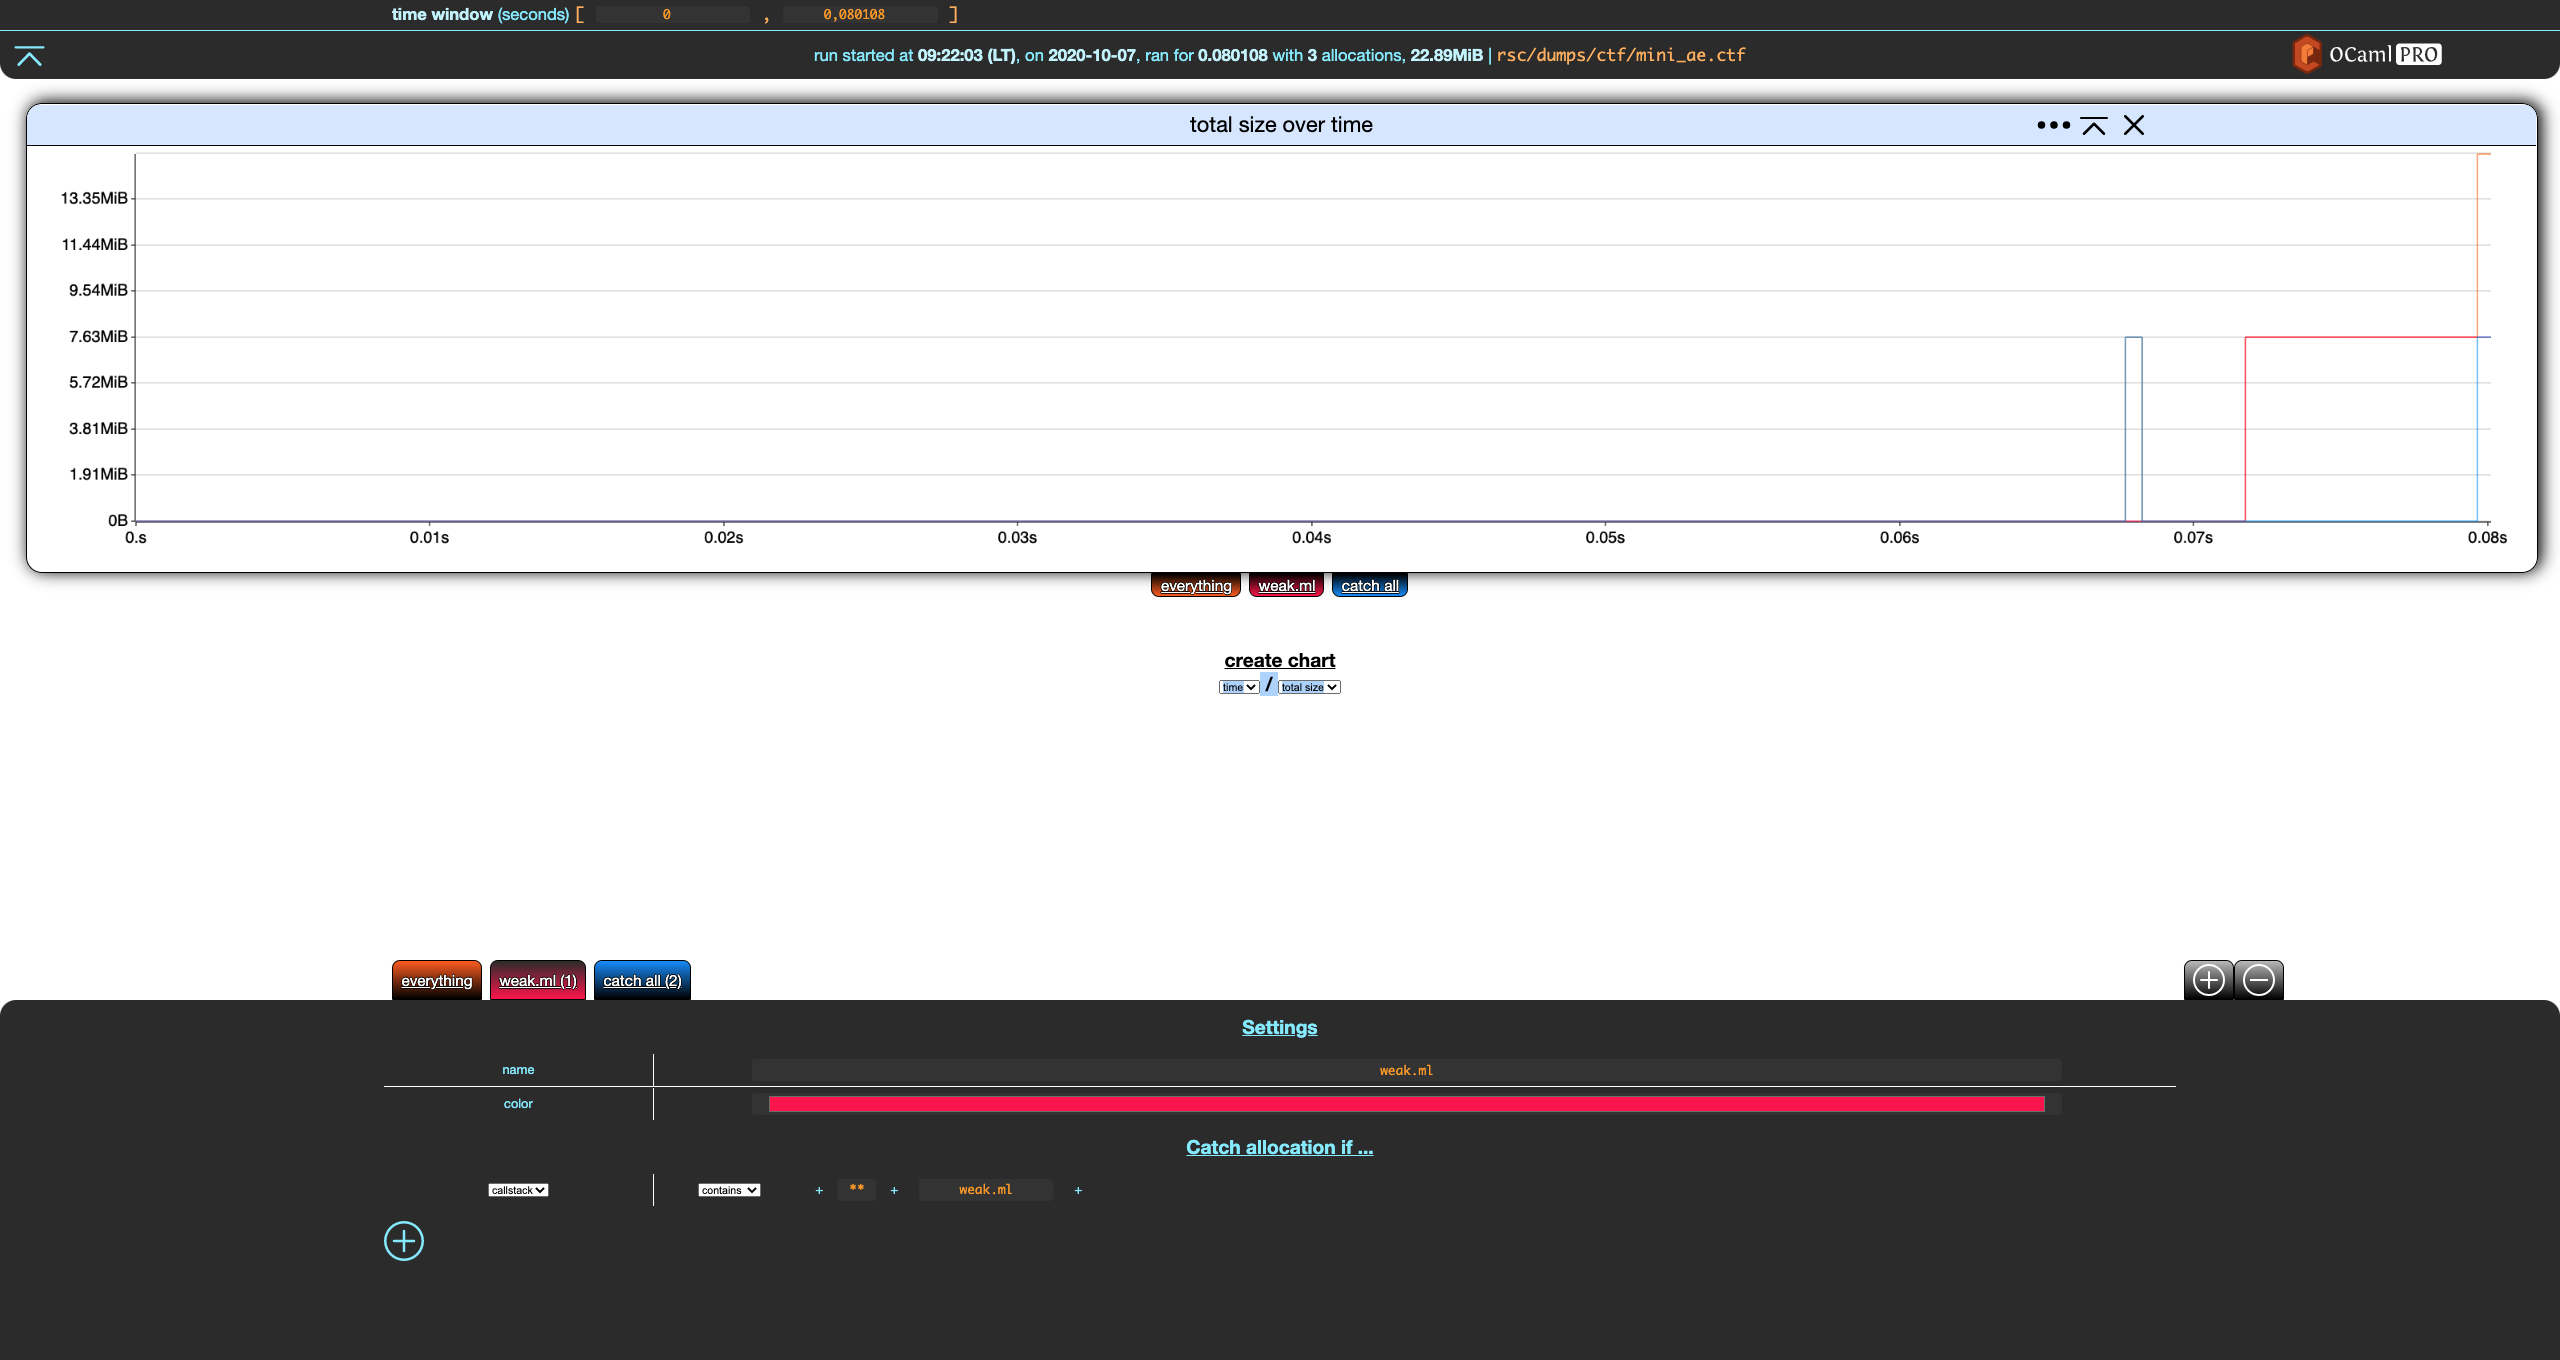 time window (seconds) [ 0 , 0,080108 ]
run started at 09:22:03 (LT), on 2020-10-07, ran for 0.080108 with 3 allocations, 22.89MiB | rsc/dumps/ctf/mini_ae.ctf
OCaml PRO
total size over time
13.35MiB
11.44MiB
9.54MiB
7.63MiB
5.72MiB
3.81MiB
1.91MiB
0B
0.s 0.01s 0.02s 0.03s 0.04s 0.05s 0.06s 0.07s 0.08s
everything weak.ml catch all
create chart
time / total size
everything weak.ml (1) catch all (2)
Settings
name weak.ml
color
Catch allocation if ...
callstack contains + ** + weak.ml +